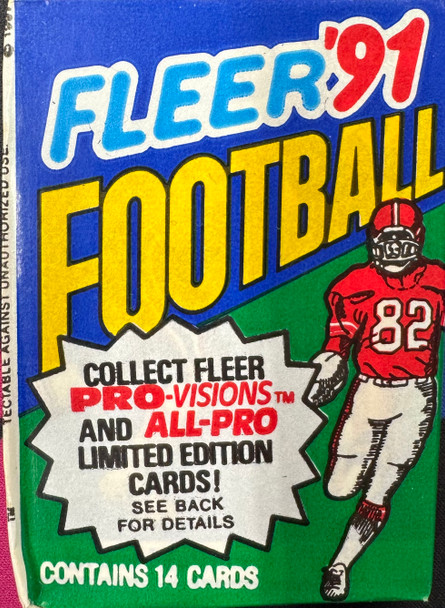 FLEER '91
FOOTBALL
82
COLLECT FLEER
PRO-VISIONS™
AND ALL-PRO
LIMITED EDITION
CARDS!
SEE BACK
FOR DETAILS
CONTAINS 14 CARDS
TECTABLE AGAINST UNAUTHORIZED USE.
TM